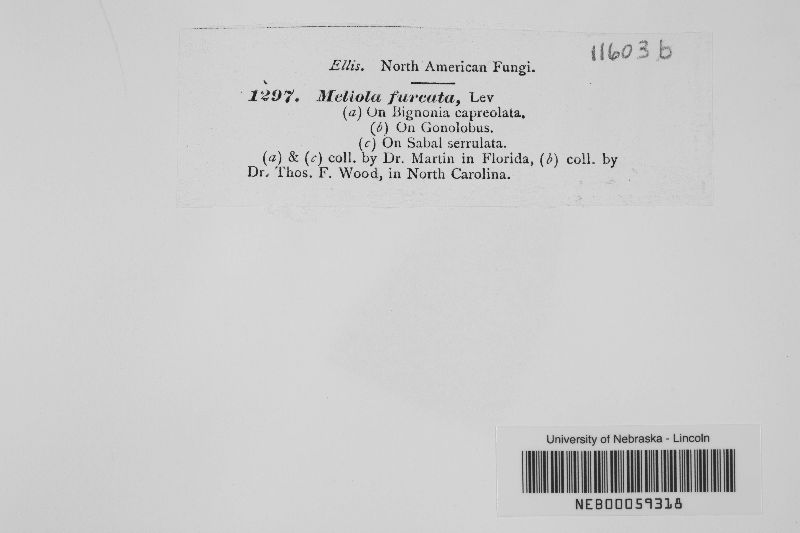 11603 b
Ellis. North American Fungi.
1297. Meliola furcata, Lev
(a) On Bignonia capreolata.
(b) On Gonolobus.
(c) On Sabal serrulata.
(a) & (c) coll. by Dr. Martin in Florida, (b) coll. by
Dr. Thos. F. Wood, in North Carolina.
University of Nebraska - Lincoln
NEB00059318